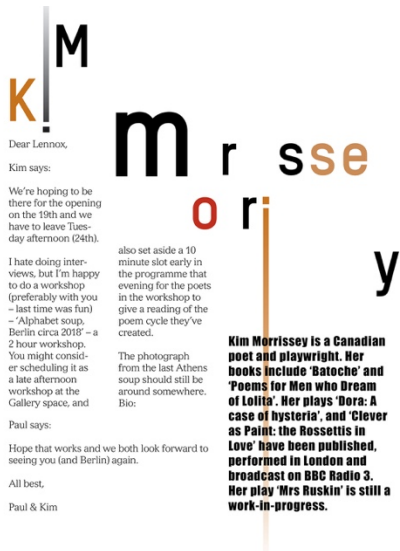 KiM
m r sse
o ri
y
Dear Lennox,
Kim says:
We're hoping to be
there for the opening
on the 19th and we
have to leave Tues-
day afternoon (24th).
I hate doing inter-
views, but I'm happy
to do a workshop
(preferably with you
– last time was fun)
– 'Alphabet soup,
Berlin circa 2018' – a
2 hour workshop.
You might consid-
er scheduling it as
a late afternoon
workshop at the
Gallery space, and
also set aside a 10
minute slot early in
the programme that
evening for the poets
in the workshop to
give a reading of the
poem cycle they've
created.
The photograph
from the last Athens
soup should still be
around somewhere.
Bio:
Paul says:
Hope that works and we both look forward to
seeing you (and Berlin) again.
All best,
Paul & Kim
Kim Morrissey is a Canadian
poet and playwright. Her
books include 'Batoche' and
'Poems for Men who Dream
of Lolita'. Her plays 'Dora: A
case of hysteria', and 'Clever
as Paint: the Rossettis in
Love' have been published,
performed in London and
broadcast on BBC Radio 3.
Her play 'Mrs Ruskin' is still a
work-in-progress.